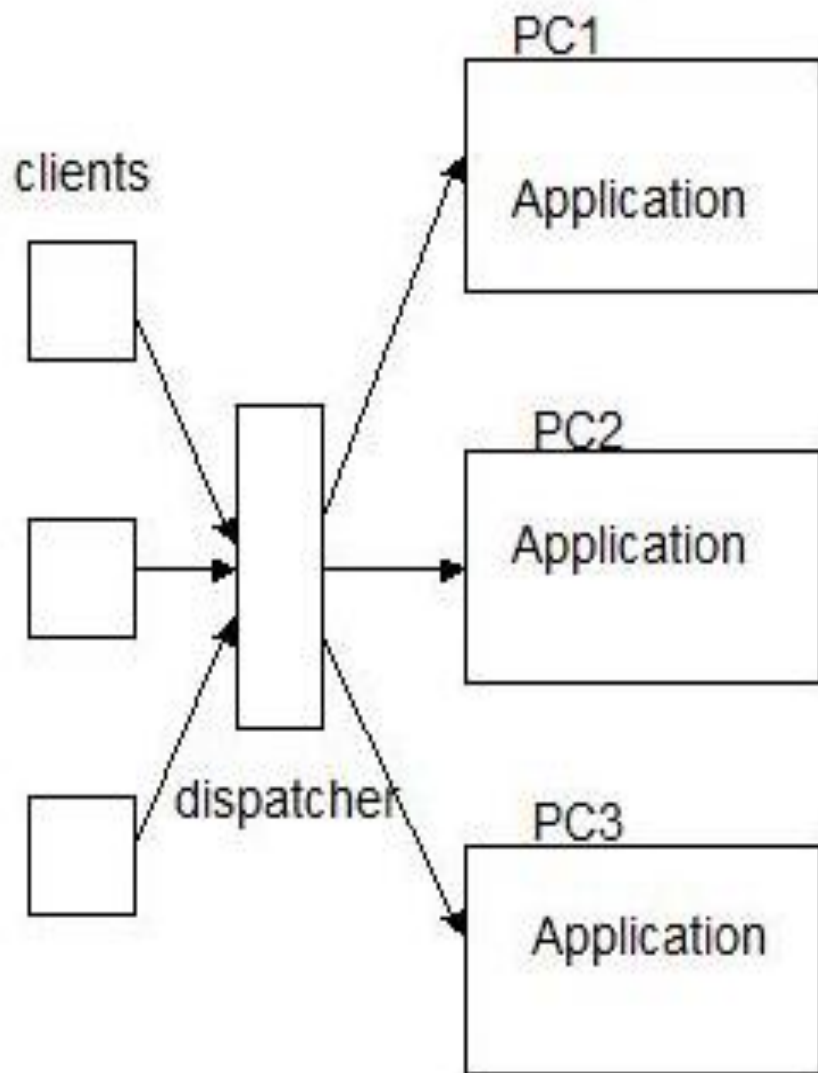 PC1
clients
Application
PC2
Application
dispatcher
PC3
Application